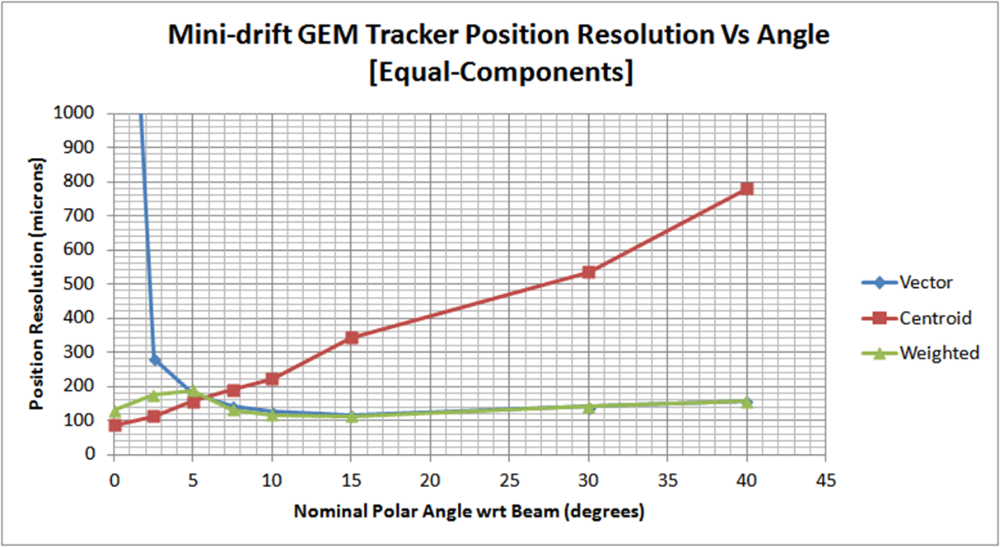 Mini-drift GEM Tracker Position Resolution Vs Angle
[Equal-Components]
1000
900
800
700
600
500
400
300
200
100
0
Position Resolution (microns)
0 5 10 15 20 25 30 35 40 45
Nominal Polar Angle wrt Beam (degrees)
Vector
Centroid
Weighted